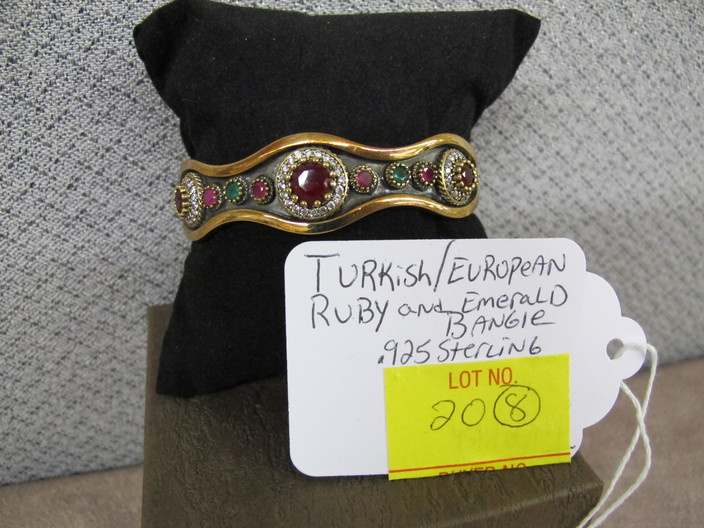 TURKISH/EUROPEAN
RUBY and EMERALD
BANGLE
.925 STERLING
LOT NO.
20 8